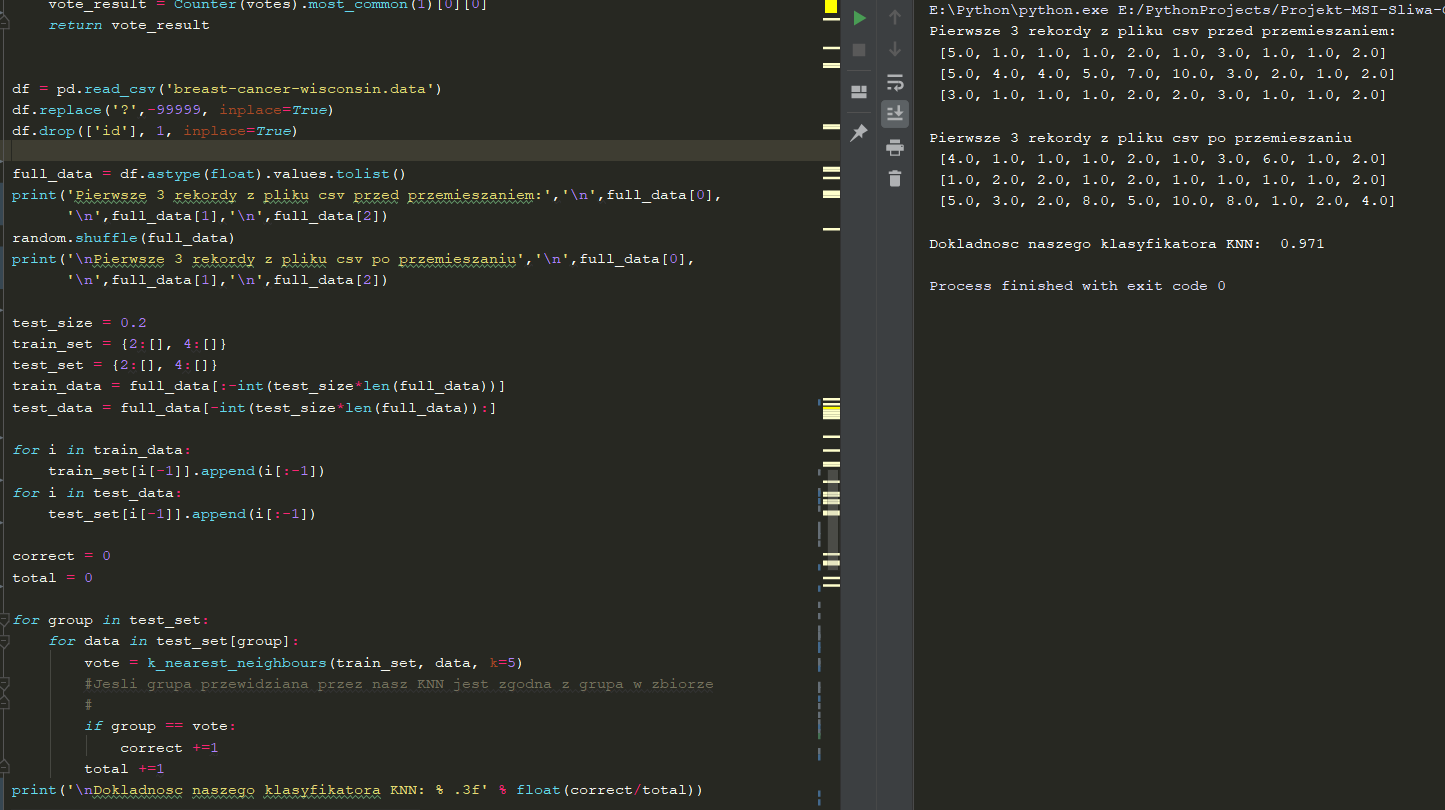 vote_result = Counter(votes).most_common(1)[0][0]
    return vote_result
df = pd.read_csv('breast-cancer-wisconsin.data')
df.replace('?',-99999, inplace=True)
df.drop(['id'], 1, inplace=True)
full_data = df.astype(float).values.tolist()
print('Pierwsze 3 rekordy z pliku csv przed przemieszaniem:','\n',full_data[0],
      '\n',full_data[1],'\n',full_data[2])
random.shuffle(full_data)
print('\nPierwsze 3 rekordy z pliku csv po przemieszaniu','\n',full_data[0],
      '\n',full_data[1],'\n',full_data[2])
test_size = 0.2
train_set = {2:[], 4:[]}
test_set = {2:[], 4:[]}
train_data = full_data[:-int(test_size*len(full_data))]
test_data = full_data[-int(test_size*len(full_data)):]
for i in train_data:
    train_set[i[-1]].append(i[:-1])
for i in test_data:
    test_set[i[-1]].append(i[:-1])
correct = 0
total = 0
for group in test_set:
    for data in test_set[group]:
        vote = k_nearest_neighbours(train_set, data, k=5)
        #Jesli grupa przewidziana przez nasz KNN jest zgodna z grupa w zbiorze
        #
        if group == vote:
            correct +=1
        total +=1
print('\nDokladnosc naszego klasyfikatora KNN: % .3f' % float(correct/total))
E:\Python\python.exe E:/PythonProjects/Projekt-MSI-Sliwa-
Pierwsze 3 rekordy z pliku csv przed przemieszaniem:
 [5.0, 1.0, 1.0, 1.0, 2.0, 1.0, 3.0, 1.0, 1.0, 2.0]
 [5.0, 4.0, 4.0, 5.0, 7.0, 10.0, 3.0, 2.0, 1.0, 2.0]
 [3.0, 1.0, 1.0, 1.0, 2.0, 2.0, 3.0, 1.0, 1.0, 2.0]
Pierwsze 3 rekordy z pliku csv po przemieszaniu
 [4.0, 1.0, 1.0, 1.0, 2.0, 1.0, 3.0, 6.0, 1.0, 2.0]
 [1.0, 2.0, 2.0, 1.0, 2.0, 1.0, 1.0, 1.0, 1.0, 2.0]
 [5.0, 3.0, 2.0, 8.0, 5.0, 10.0, 8.0, 1.0, 2.0, 4.0]
Dokladnosc naszego klasyfikatora KNN:  0.971
Process finished with exit code 0